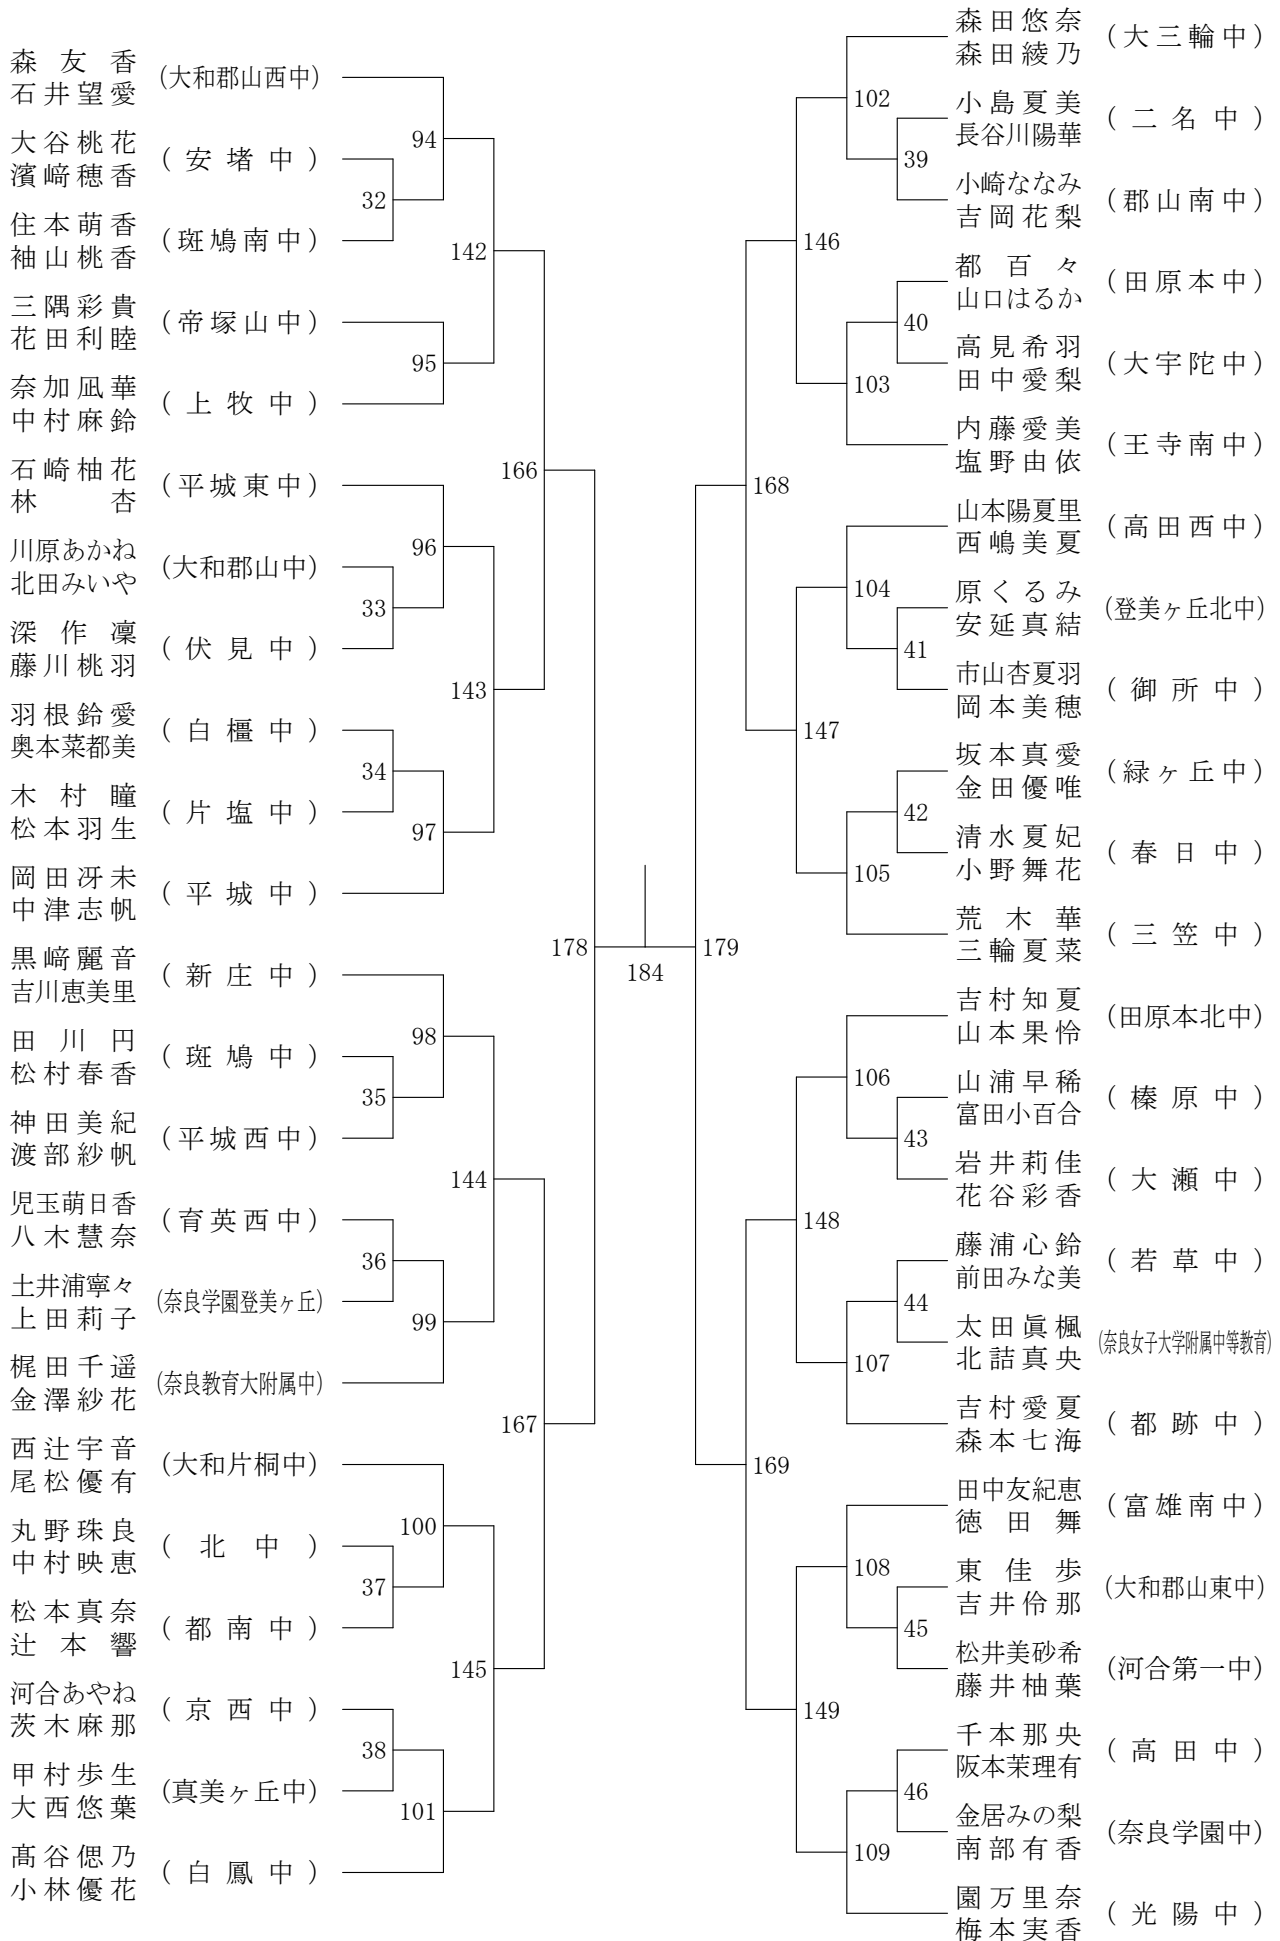 森友香
石井望愛
(大和郡山西中)
大谷桃花
濱﨑穂香
(安堵中)
住本萌香
袖山桃香
(斑鳩南中)
三隅彩貴
花田利睦
(帝塚山中)
奈加凪華
中村麻鈴
(上牧中)
石崎柚花
林杏
(平城東中)
川原あかね
北田みいや
(大和郡山中)
深作凜
藤川桃羽
(伏見中)
羽根鈴愛
奥本菜都美
(白橿中)
木村瞳
松本羽生
(片塩中)
岡田冴未
中津志帆
(平城中)
黒﨑麗音
吉川恵美里
(新庄中)
田川円
松村春香
(斑鳩中)
神田美紀
渡部紗帆
(平城西中)
児玉萌日香
八木慧奈
(育英西中)
土井浦寧々
上田莉子
(奈良学園登美ヶ丘)
梶田千遥
金澤紗花
(奈良教育大附属中)
西辻宇音
尾松優有
(大和片桐中)
丸野珠良
中村映恵
(北中)
松本真奈
辻本響
(都南中)
河合あやね
茨木麻那
(京西中)
甲村歩生
大西悠葉
(真美ヶ丘中)
髙谷偲乃
小林優花
(白鳳中)
94
32
142
95
166
96
33
143
34
97
178
98
35
144
36
99
167
100
37
145
38
101
184
179
102
39
146
40
103
168
104
41
147
42
105
106
43
148
44
107
169
108
45
149
46
109
森田悠奈
森田綾乃
(大三輪中)
小島夏美
長谷川陽華
(二名中)
小崎ななみ
吉岡花梨
(郡山南中)
都百々
山口はるか
(田原本中)
高見希羽
田中愛梨
(大宇陀中)
内藤愛美
塩野由依
(王寺南中)
山本陽夏里
西嶋美夏
(高田西中)
原くるみ
安延真結
(登美ヶ丘北中)
市山杏夏羽
岡本美穂
(御所中)
坂本真愛
金田優唯
(緑ヶ丘中)
清水夏妃
小野舞花
(春日中)
荒木華
三輪夏菜
(三笠中)
吉村知夏
山本果怜
(田原本北中)
山浦早稀
富田小百合
(榛原中)
岩井莉佳
花谷彩香
(大瀬中)
藤浦心鈴
前田みな美
(若草中)
太田眞楓
北詰真央
(奈良女子大学附属中等教育)
吉村愛夏
森本七海
(都跡中)
田中友紀恵
徳田舞
(富雄南中)
東佳歩
吉井伶那
(大和郡山東中)
松井美砂希
藤井柚葉
(河合第一中)
千本那央
阪本茉理有
(高田中)
金居みの梨
南部有香
(奈良学園中)
園万里奈
梅本実香
(光陽中)